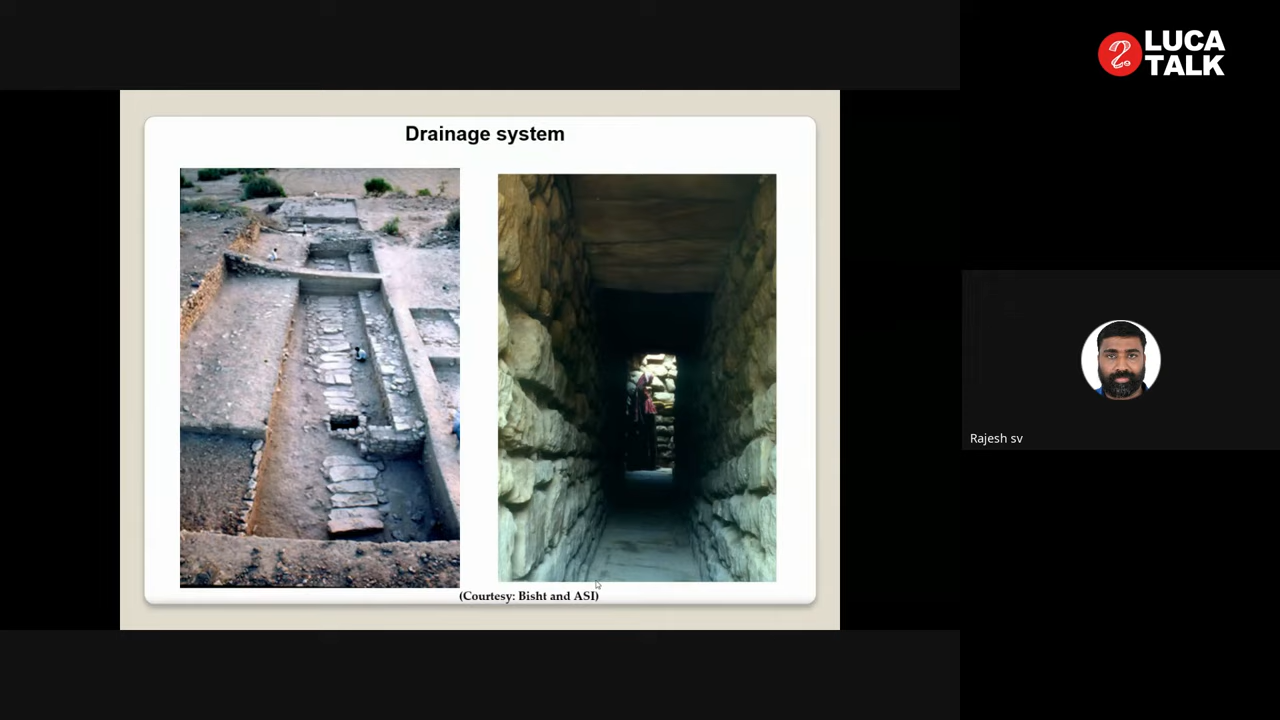 LUCA
TALK
Drainage system
(Courtesy: Bisht and ASI)
Rajesh sv